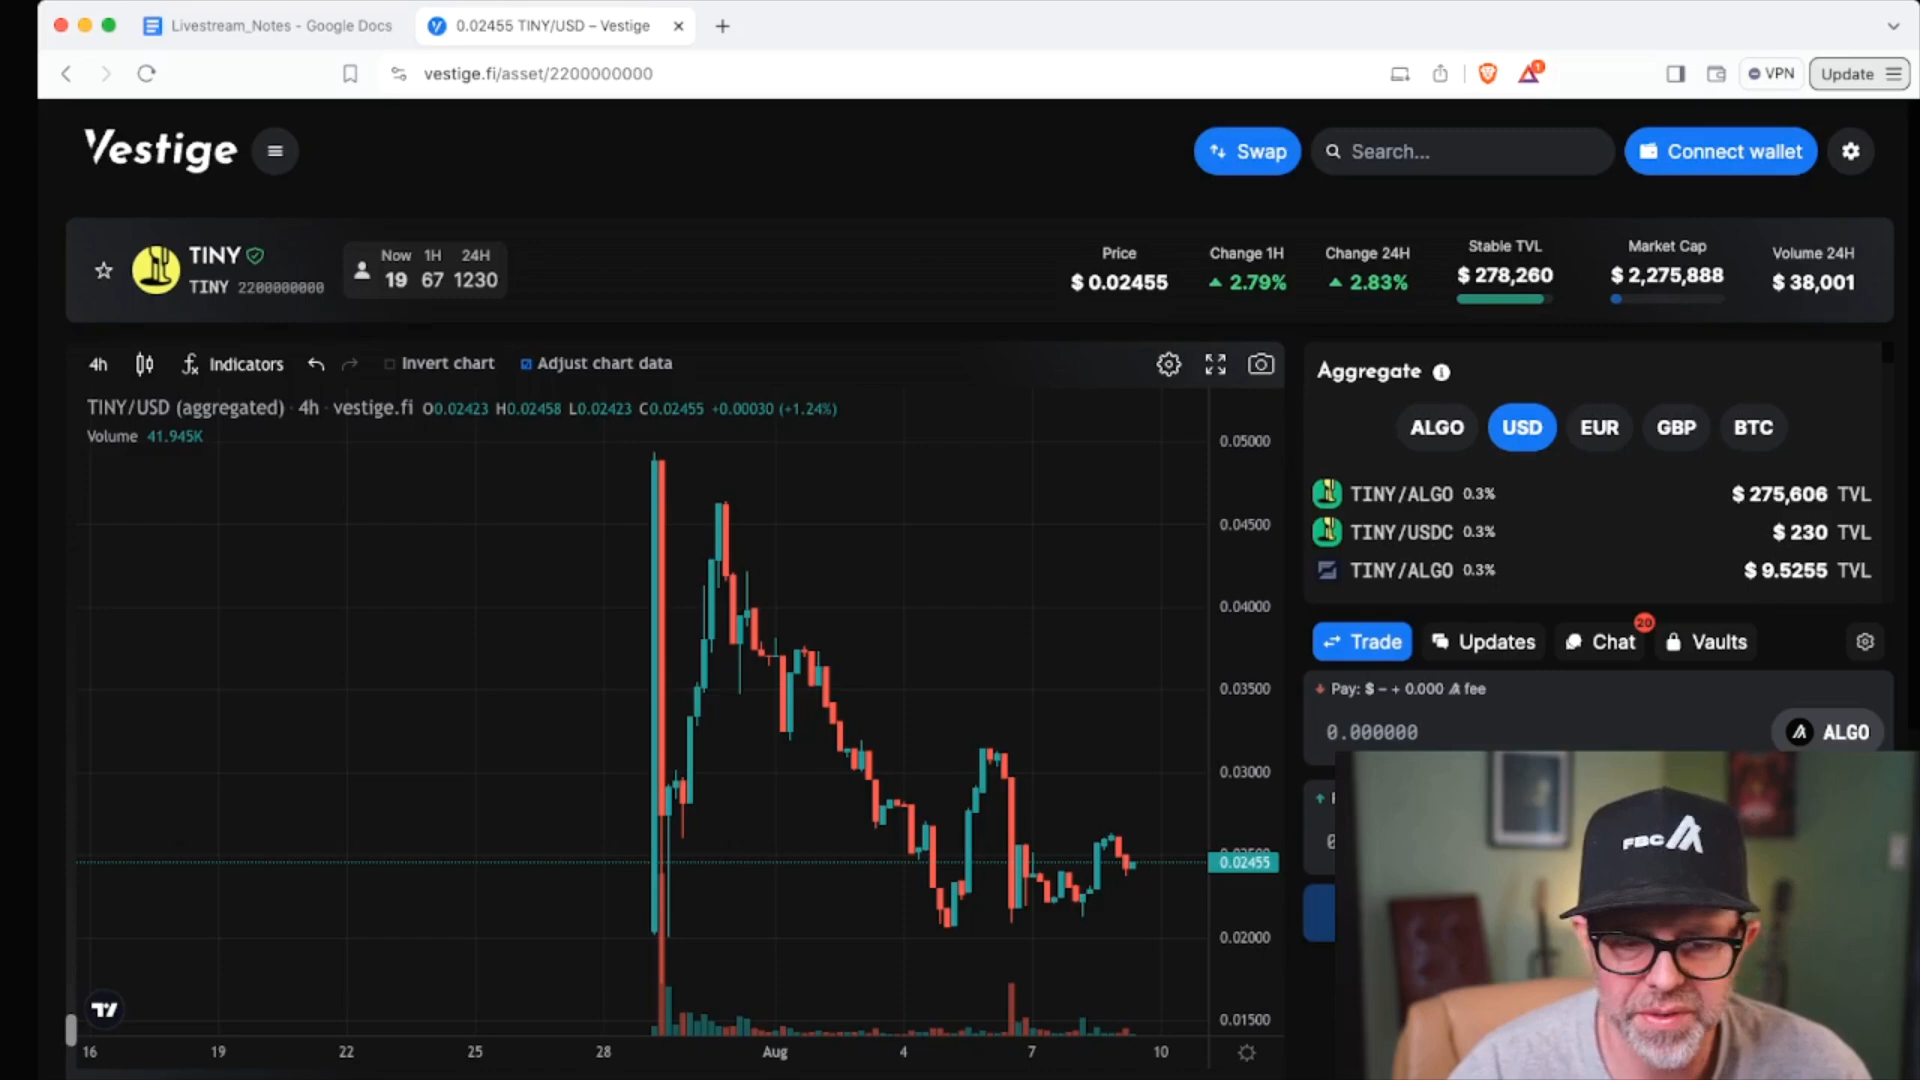 Livestream_Notes - Google Docs
0.02455 TINY/USD – Vestige
vestige.fi/asset/2200000000
1
VPN
Update
Vestige
Swap
Search...
Connect wallet
TINY
TINY 2200000000
Now 1H 24H
19 67 1230
Price
$ 0.02455
Change 1H
2.79%
Change 24H
2.83%
Stable TVL
$ 278,260
Market Cap
$ 2,275,888
Volume 24H
$ 38,001
4h
Indicators
Invert chart
Adjust chart data
TINY/USD (aggregated) · 4h · vestige.fi O0.02423 H0.02458 L0.02423 C0.02455 +0.00030 (+1.24%)
Volume 41.945K
0.05000
0.04500
0.04000
0.03500
0.03000
0.02455
0.02000
0.01500
16 19 22 25 28 Aug 4 7 10
Aggregate
ALGO USD EUR GBP BTC
TINY/ALGO 0.3% $ 275,606 TVL
TINY/USDC 0.3% $ 230 TVL
TINY/ALGO 0.3% $ 9.5255 TVL
Trade
Updates
Chat
20
Vaults
Pay: $ – + 0.000 fee
0.000000
ALGO
FBC